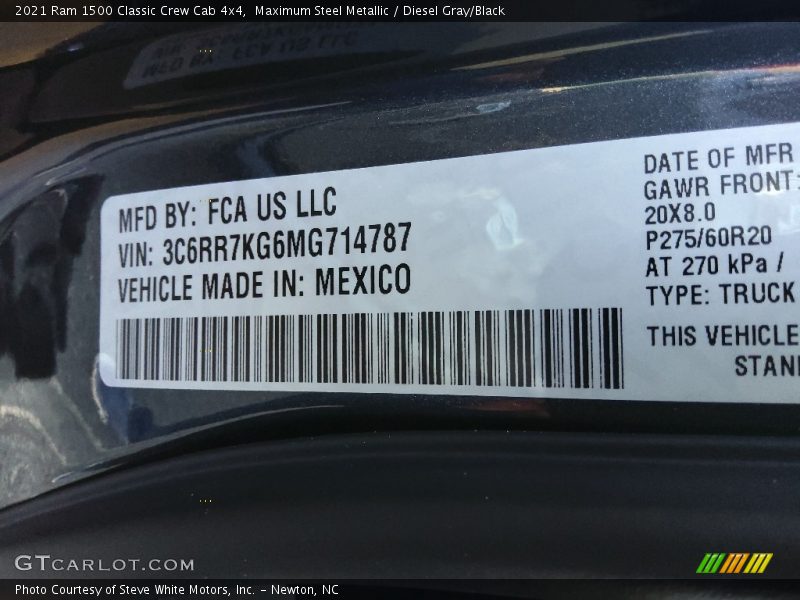 2021 Ram 1500 Classic Crew Cab 4x4,  Maximum Steel Metallic / Diesel Gray/Black
MFD BY: FCA US LLC
VIN: 3C6RR7KG6MG714787
VEHICLE MADE IN: MEXICO
DATE OF MFR
GAWR FRONT:
20X8.0
P275/60R20
AT 270 kPa /
TYPE: TRUCK
THIS VEHICLE
STAN
GTCARLOT.COM
Photo Courtesy of Steve White Motors, Inc. – Newton, NC